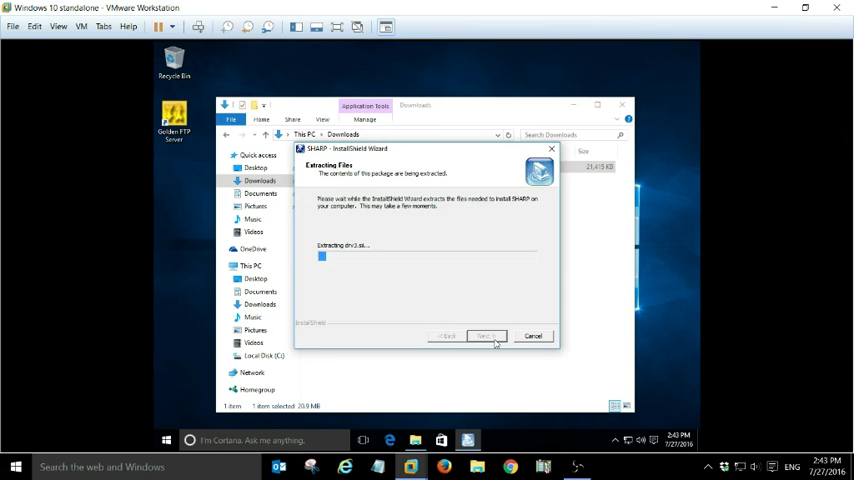 Windows 10 standalone - VMware Workstation
File Edit View VM Tabs Help
Recycle Bin
Golden FTP
Server
Application Tools
Downloads
File Home Share View Manage
This PC Downloads
Search Downloads
Quick access
Desktop
Downloads
Documents
Pictures
Music
Videos
OneDrive
This PC
Desktop
Documents
Downloads
Music
Pictures
Videos
Local Disk (C:)
Network
Homegroup
Size
21,415 KB
SHARP - InstallShield Wizard
Extracting Files
The contents of this package are being extracted.
Please wait while the InstallShield Wizard extracts the files needed to install SHARP on
your computer. This may take a few moments.
Extracting drv3.sii...
InstallShield
< Back Next > Cancel
1 item 1 item selected 20.9 MB
I'm Cortana. Ask me anything.
2:43 PM
7/27/2016
Search the web and Windows
ENG
2:43 PM
7/27/2016